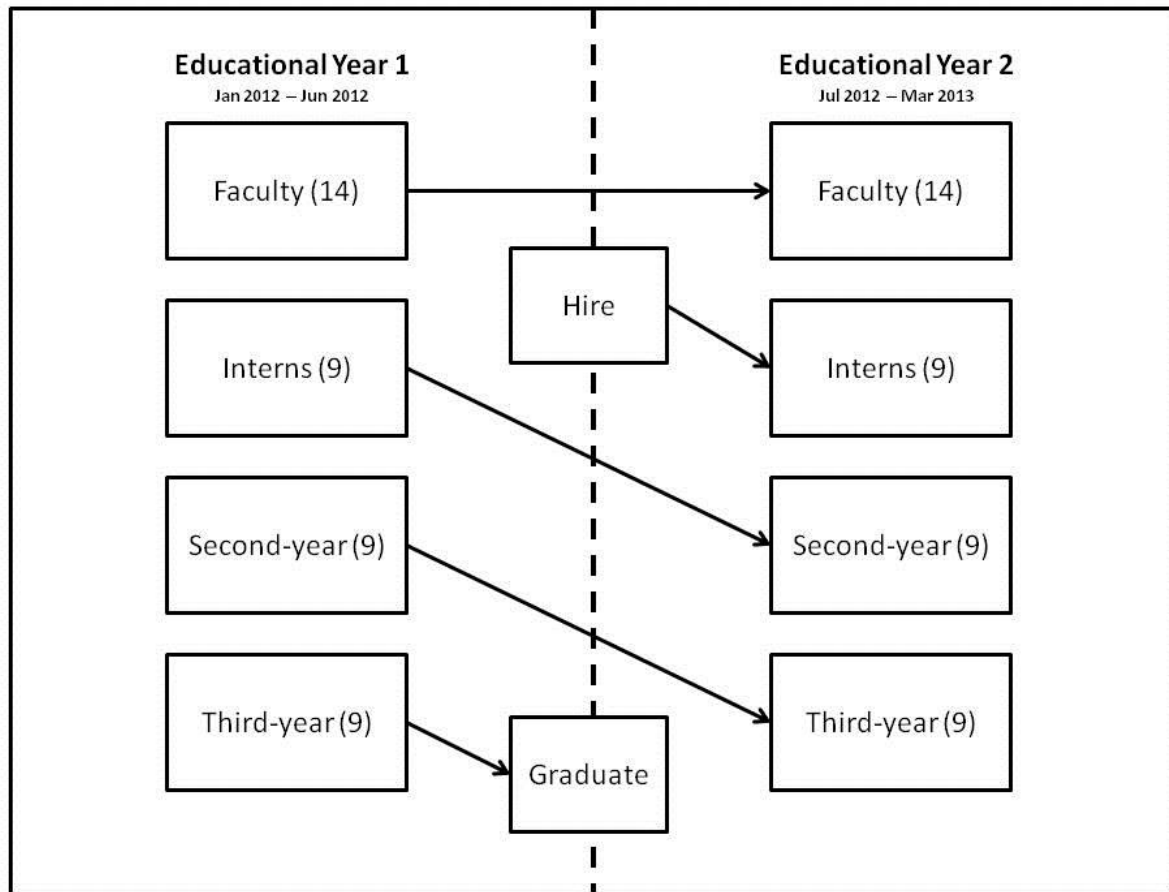 Educational Year 1
Jan 2012 – Jun 2012
Educational Year 2
Jul 2012 – Mar 2013
Faculty (14)
Faculty (14)
Hire
Interns (9)
Interns (9)
Second-year (9)
Second-year (9)
Third-year (9)
Third-year (9)
Graduate